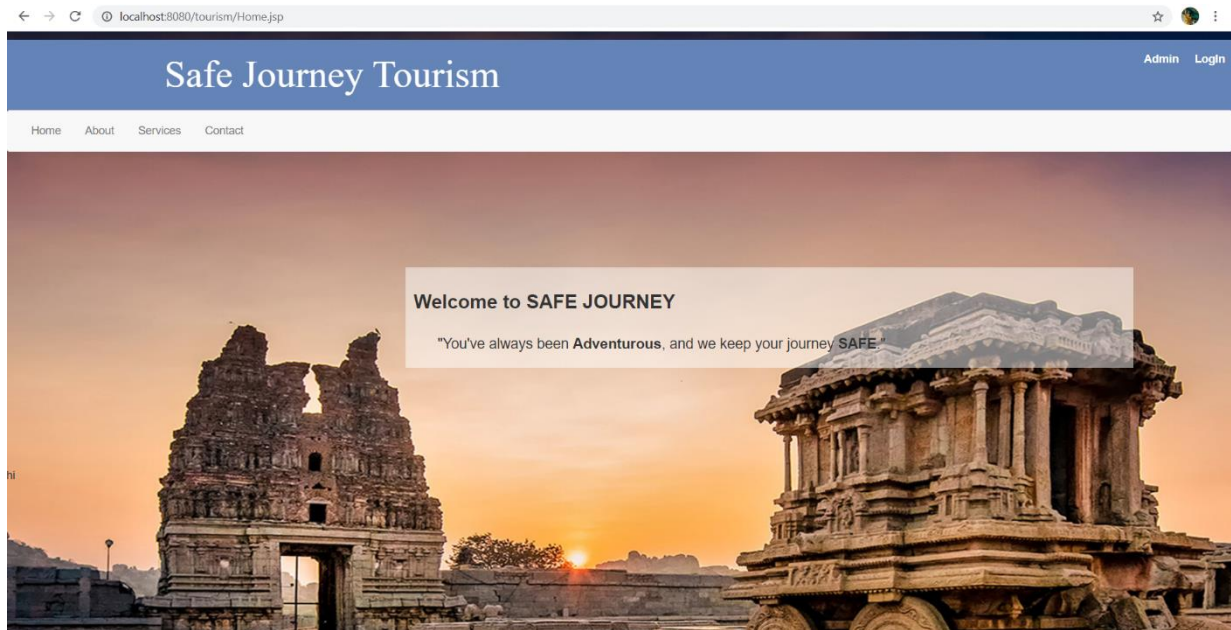 localhost:8080/tourism/Home.jsp
Safe Journey Tourism
Admin LogIn
Home About Services Contact
Welcome to SAFE JOURNEY
"You've always been Adventurous, and we keep your journey SAFE."
hi